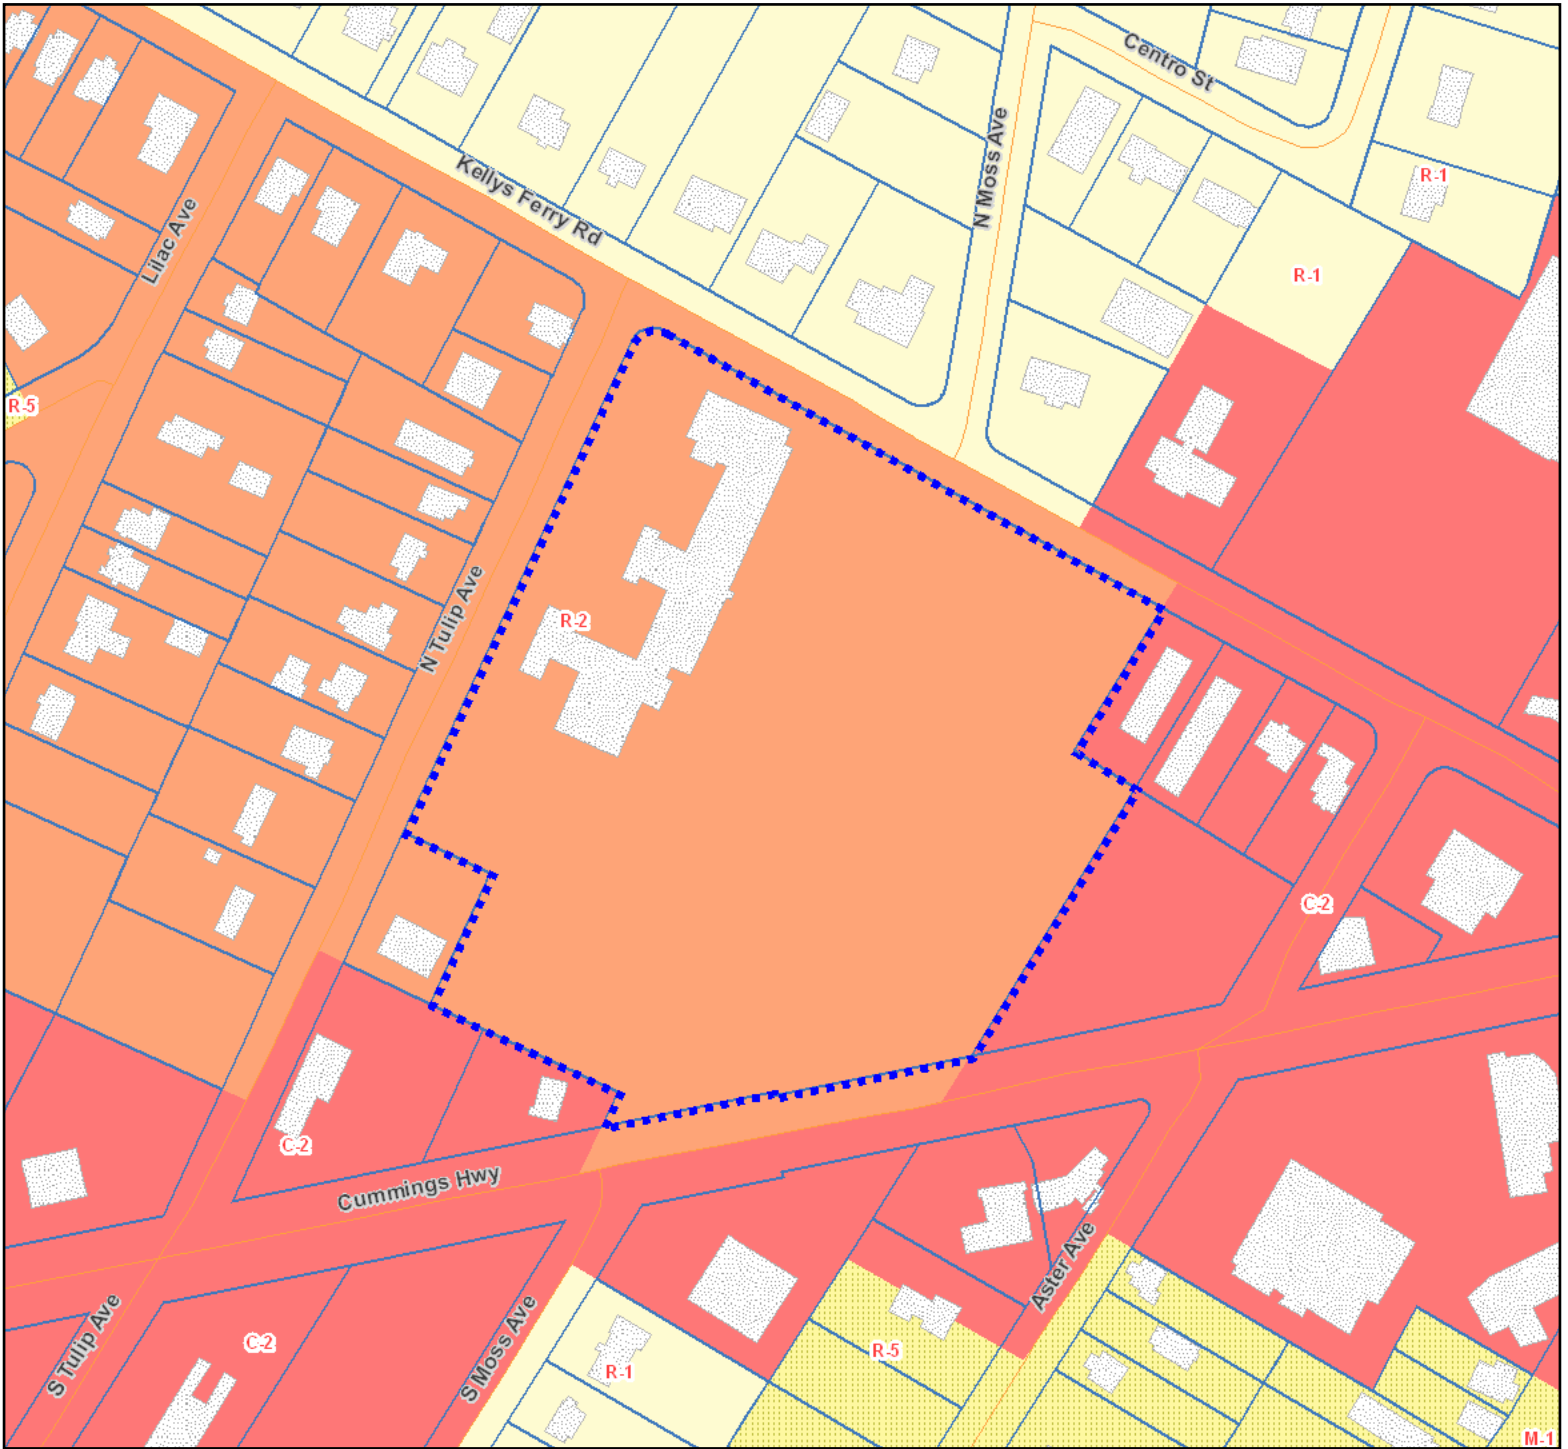 Centro St
N Moss Ave
R-1
Kellys Ferry Rd
Lilac Ave
R-1
R-5
N Tulip Ave
R-2
C-2
C-2
Cummings Hwy
Aster Ave
S Tulip Ave
C-2
S Moss Ave
R-1
R-5
M-1